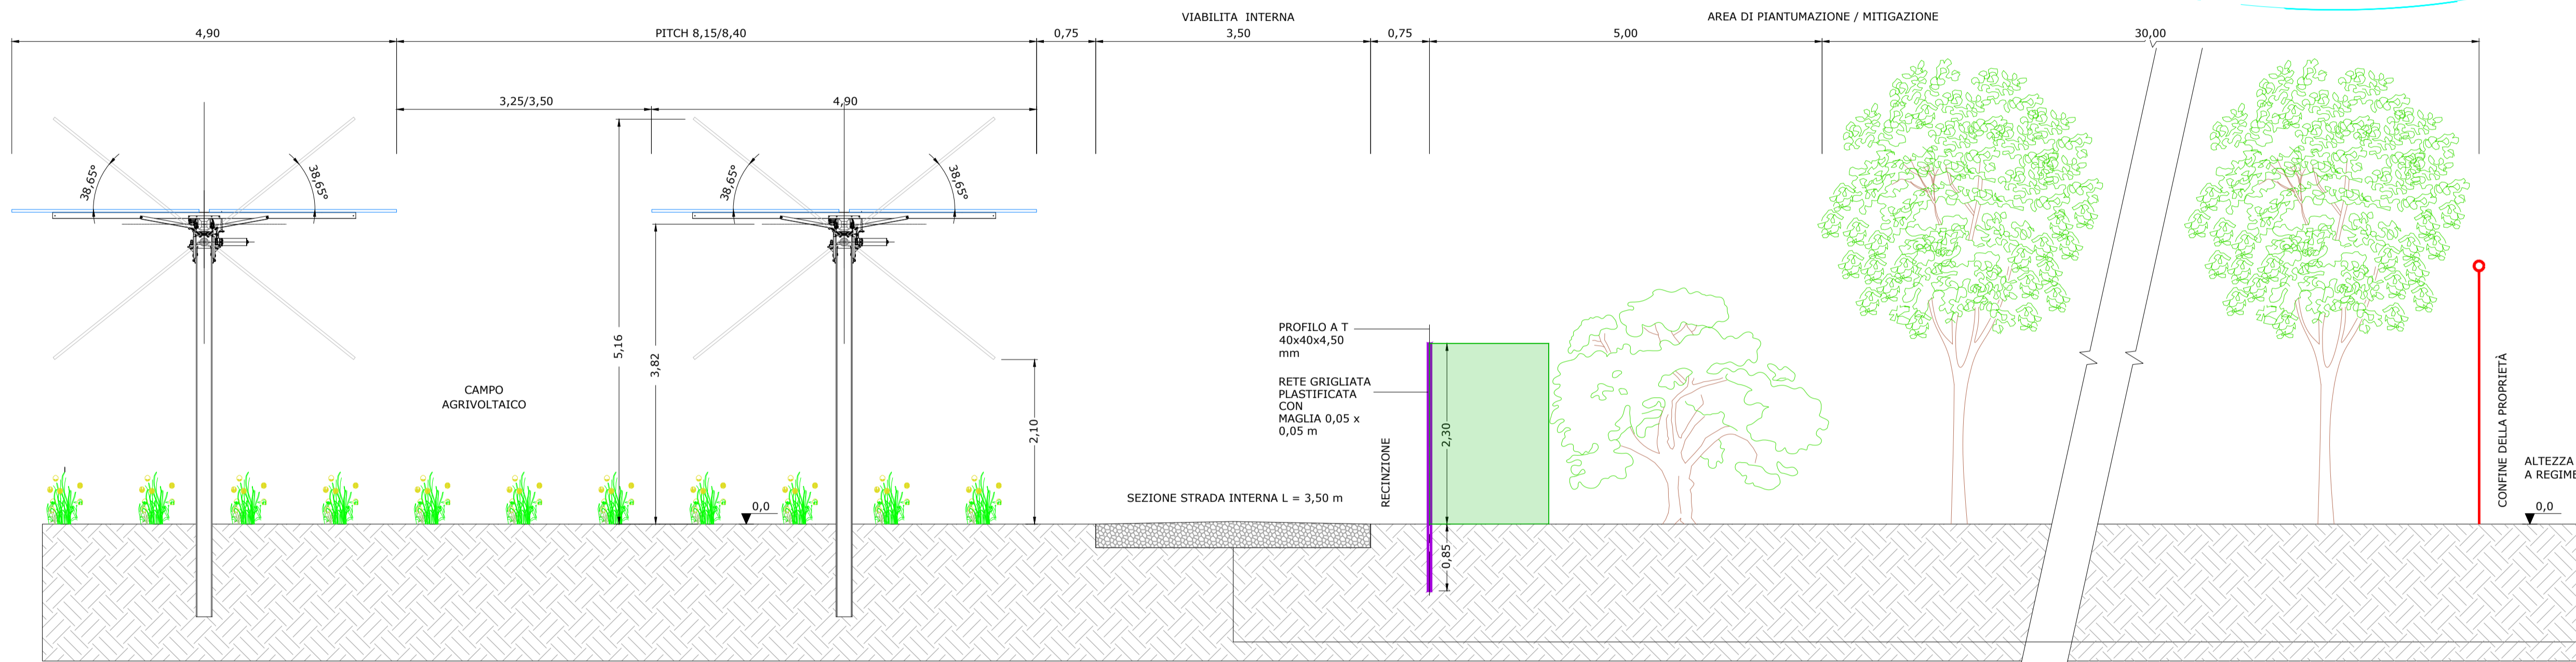 VIABILITA INTERNA
AREA DI PIANTUMAZIONE / MITIGAZIONE
4,90
PITCH 8,15/8,40
0,75
3,50
0,75
5,00
30,00
3,25/3,50
4,90
38,65°
38,65°
38,65°
38,65°
5,16
3,82
2,10
CAMPO
AGRIVOLTAICO
PROFILO A T
40x40x4,50
mm
RETE GRIGLIATA
PLASTIFICATA
CON
MAGLIA 0,05 x
0,05 m
RECINZIONE
2,30
0,85
SEZIONE STRADA INTERNA L = 3,50 m
0,0
CONFINE DELLA PROPRIETÀ
ALTEZZA
A REGIME
0,0